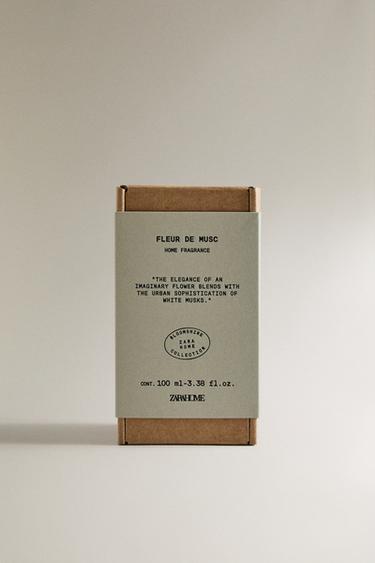 FLEUR DE MUSC
HOME FRAGRANCE
"THE ELEGANCE OF AN
IMAGINARY FLOWER BLENDS WITH
THE URBAN SOPHISTICATION OF
WHITE MUSKS."
BLOOMSHINE
ZARA
HOME
COLLECTION
CONT. 100 ml-3.38 fl.oz.
ZARAHOME